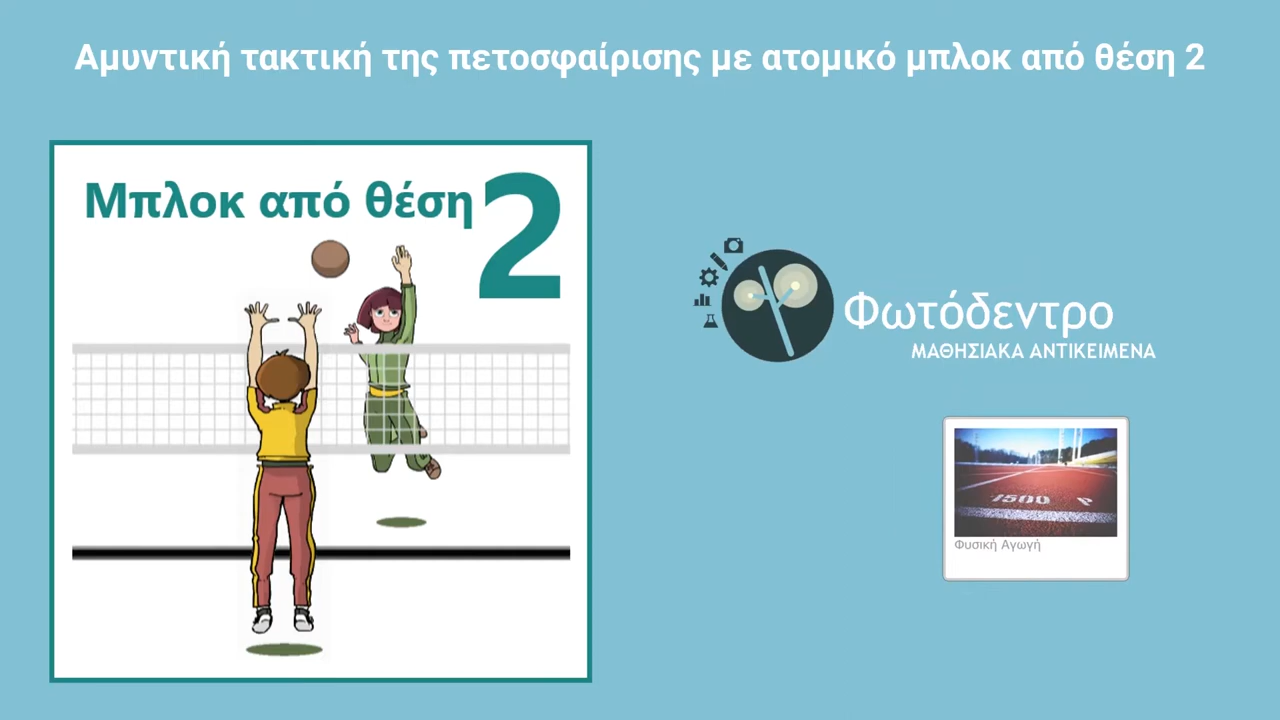 Αμυντική τακτική της πετοσφαίρισης με ατομικό μπλοκ από θέση 2
Μπλοκ από θέση 2
Φωτόδεντρο
ΜΑΘΗΣΙΑΚΑ ΑΝΤΙΚΕΙΜΕΝΑ
1500 P
Φυσική Αγωγή